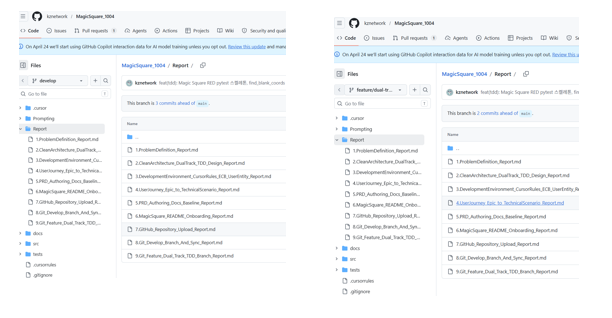 kznetwork / MagicSquare_1004
Code Issues Pull requests 6 Agents Actions Projects Wiki Security and quali
On April 24 we'll start using GitHub Copilot interaction data for AI model training unless you opt out. Review this update and mana
Files
develop
Go to file
.cursor
Prompting
Report
1.ProblemDefinition_Report.md
2.CleanArchitecture_DualTrack_...
3.DevelopmentEnvironment_Cu...
4.UserJourney_Epic_to_Technica...
5.PRD_Authoring_Docs_Baselin...
6.MagicSquare_README_Onbo...
7.GitHub_Repository_Upload_R...
8.Git_Develop_Branch_And_Syn...
9.Git_Feature_Dual_Track_TDD_...
docs
src
tests
.cursorrules
.gitignore
MagicSquare_1004 / Report /
kznetwork feat(tdd): Magic Square RED pytest 스켈레톤, find_blank_coords
This branch is 3 commits ahead of main .
Name
..
1.ProblemDefinition_Report.md
2.CleanArchitecture_DualTrack_TDD_Design_Report.md
3.DevelopmentEnvironment_CursorRules_ECB_UserEntity_Report.md
4.UserJourney_Epic_to_TechnicalScenario_Report.md
5.PRD_Authoring_Docs_Baseline_Report.md
6.MagicSquare_README_Onboarding_Report.md
7.GitHub_Repository_Upload_Report.md
8.Git_Develop_Branch_And_Sync_Report.md
9.Git_Feature_Dual_Track_TDD_Branch_Report.md
kznetwork / MagicSquare_1004
Code Issues Pull requests 6 Agents Actions Projects Wiki Se
On April 24 we'll start using GitHub Copilot interaction data for AI model training unless you opt out. Review this u
Files
feature/dual-tr...
Go to file
.cursor
Prompting
Report
1.ProblemDefinition_Report.md
2.CleanArchitecture_DualTrack_...
3.DevelopmentEnvironment_Cu...
4.UserJourney_Epic_to_Technica...
5.PRD_Authoring_Docs_Baselin...
6.MagicSquare_README_Onbo...
7.GitHub_Repository_Upload_R...
8.Git_Develop_Branch_And_Syn...
9.Git_Feature_Dual_Track_TDD_...
docs
src
tests
.cursorrules
.gitignore
MagicSquare_1004 / Report /
kznetwork feat(tdd): Magic Square RED pytest 스켈레톤, fin
This branch is 2 commits ahead of main .
Name
..
1.ProblemDefinition_Report.md
2.CleanArchitecture_DualTrack_TDD_Design_Report.md
3.DevelopmentEnvironment_CursorRules_ECB_UserEntity_Re
4.UserJourney_Epic_to_TechnicalScenario_Report.md
5.PRD_Authoring_Docs_Baseline_Report.md
6.MagicSquare_README_Onboarding_Report.md
7.GitHub_Repository_Upload_Report.md
8.Git_Develop_Branch_And_Sync_Report.md
9.Git_Feature_Dual_Track_TDD_Branch_Report.md